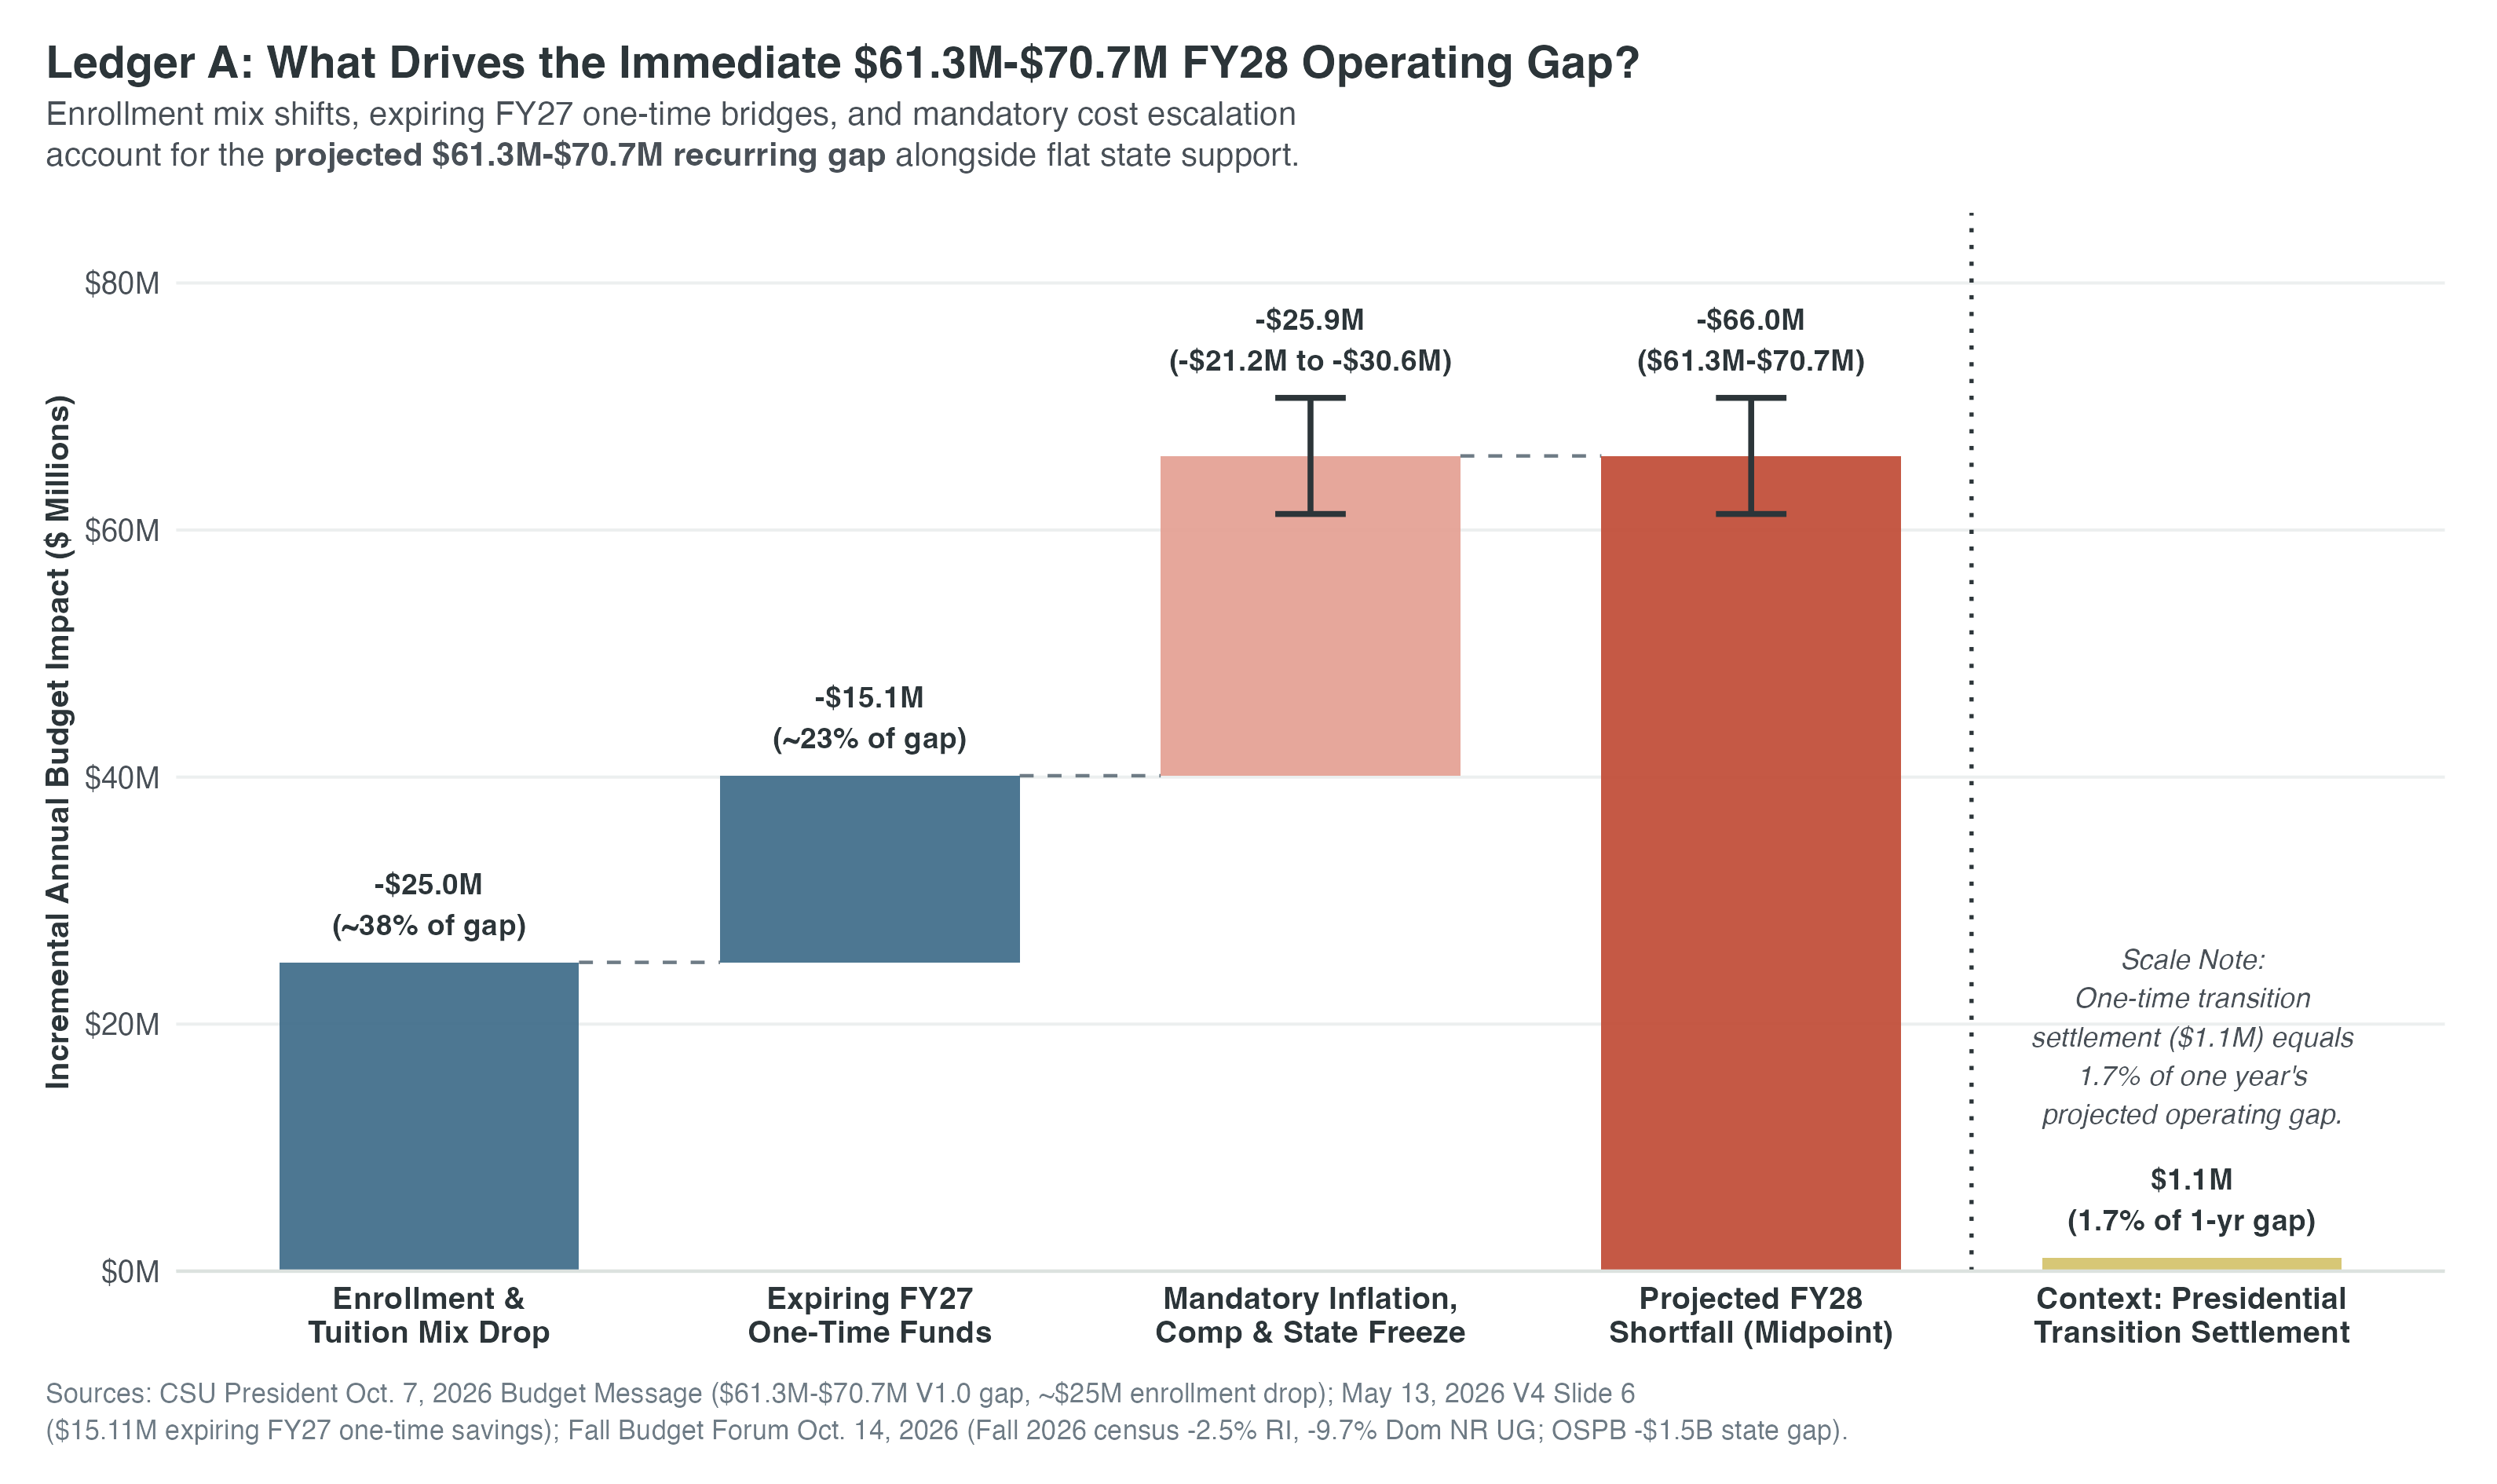 Ledger A: What Drives the Immediate $61.3M-$70.7M FY28 Operating Gap?
Enrollment mix shifts, expiring FY27 one-time bridges, and mandatory cost escalation
account for the projected $61.3M-$70.7M recurring gap alongside flat state support.
Incremental Annual Budget Impact ($ Millions)
$80M
$60M
$40M
$20M
$0M
-$25.0M
(~38% of gap)
-$15.1M
(~23% of gap)
-$25.9M
(-$21.2M to -$30.6M)
-$66.0M
($61.3M-$70.7M)
Scale Note:
One-time transition
settlement ($1.1M) equals
1.7% of one year's
projected operating gap.
$1.1M
(1.7% of 1-yr gap)
Enrollment &
Tuition Mix Drop
Expiring FY27
One-Time Funds
Mandatory Inflation,
Comp & State Freeze
Projected FY28
Shortfall (Midpoint)
Context: Presidential
Transition Settlement
Sources: CSU President Oct. 7, 2026 Budget Message ($61.3M-$70.7M V1.0 gap, ~$25M enrollment drop); May 13, 2026 V4 Slide 6
($15.11M expiring FY27 one-time savings); Fall Budget Forum Oct. 14, 2026 (Fall 2026 census -2.5% RI, -9.7% Dom NR UG; OSPB -$1.5B state gap).